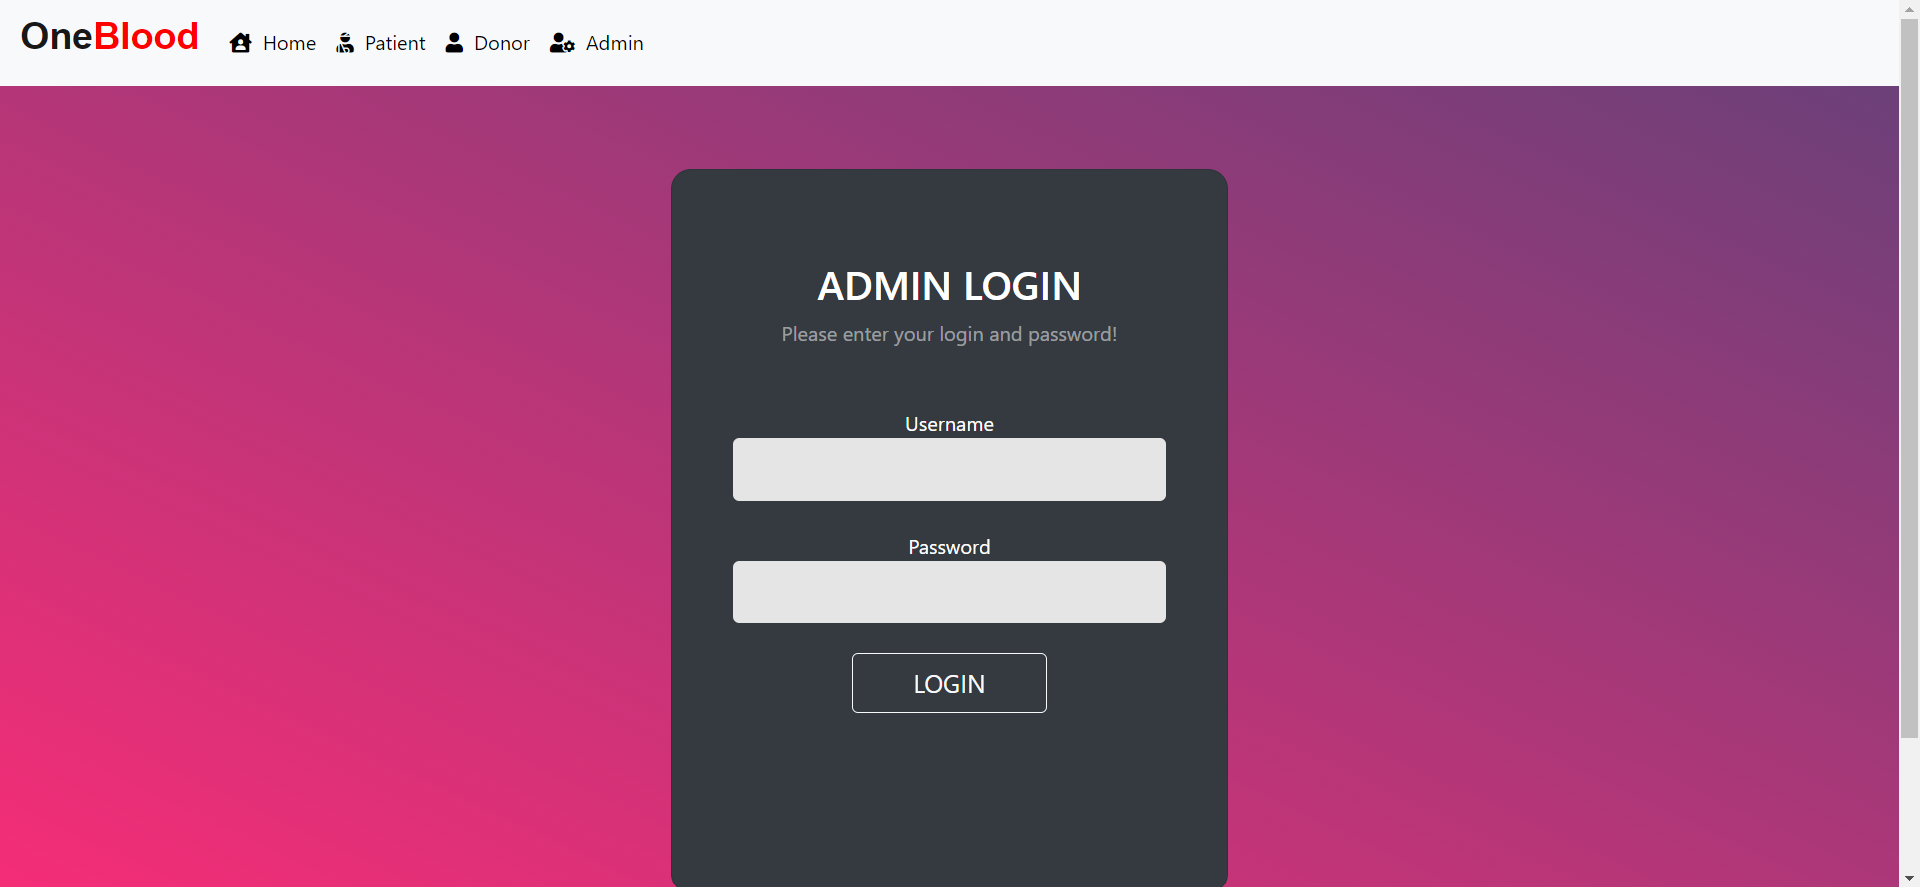 OneBlood Home Patient Donor Admin
ADMIN LOGIN
Please enter your login and password!
Username
Password
LOGIN